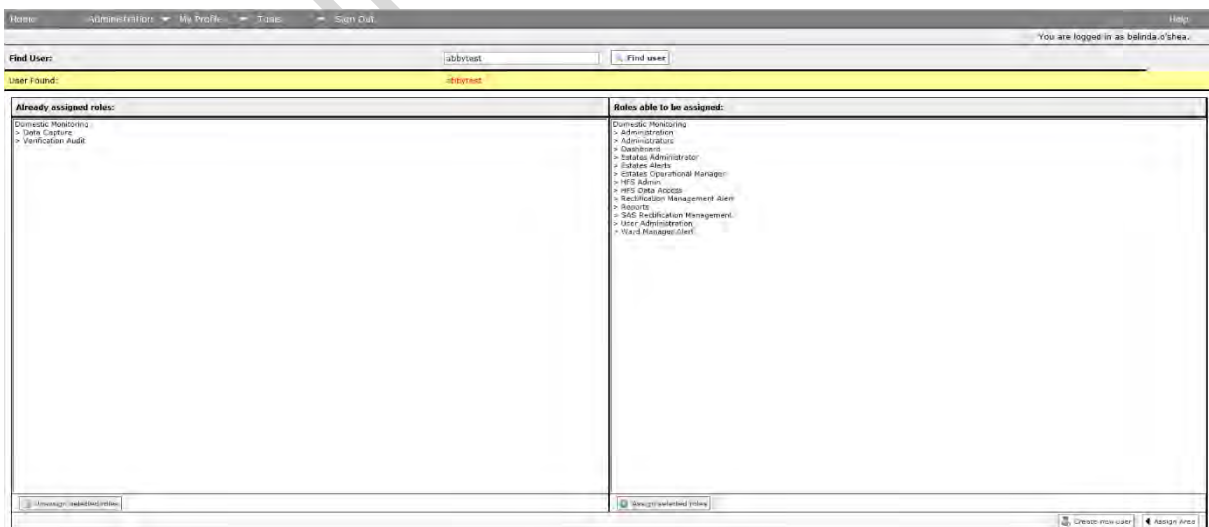 Home Administration My Profile Tasks Sign Out Help
You are logged in as belinda.o'shea.
Find User: abbytest Find user
User Found: abbytest
Already assigned roles: Roles able to be assigned:
Domestic Monitoring
> Data Capture
> Verification Audit
Domestic Monitoring
> Administration
> Administrators
> Dashboard
> Estates Administrator
> Estates Alerts
> Estates Operational Manager
> HFS Admin
> HFS Data Access
> Rectification Management Alert
> Reports
> SAS Rectification Management
> User Administration
> Ward Manager Alert
Unassign selected roles Assign selected roles
Create new user Assign Area